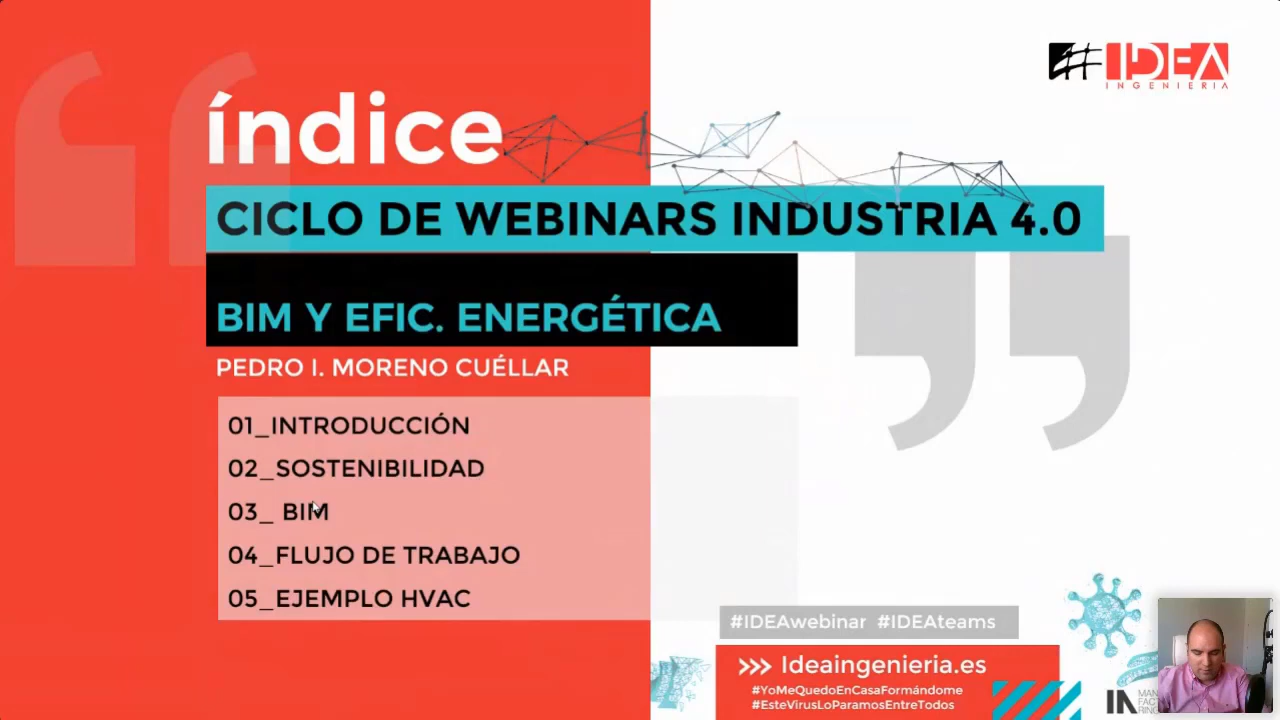 #IDEA
INGENIERIA
índice
CICLO DE WEBINARS INDUSTRIA 4.0
BIM Y EFIC. ENERGÉTICA
PEDRO I. MORENO CUÉLLAR
01_INTRODUCCIÓN
02_SOSTENIBILIDAD
03_ BIM
04_FLUJO DE TRABAJO
05_EJEMPLO HVAC
#IDEAwebinar #IDEAteams
>>> Ideaingenieria.es
#YoMeQuedoEnCasaFormándome
#EsteVirusLoParamosEntreTodos